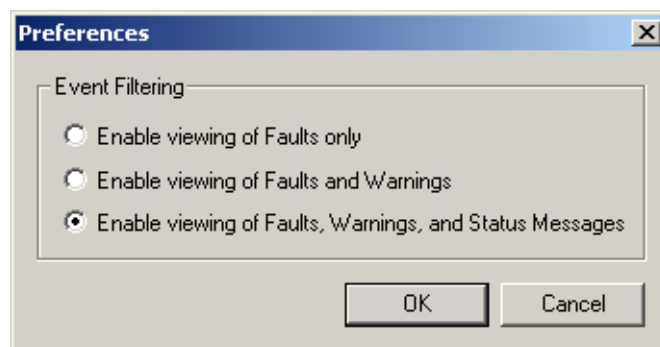 Preferences
Event Filtering
Enable viewing of Faults only
Enable viewing of Faults and Warnings
Enable viewing of Faults, Warnings, and Status Messages
OK
Cancel